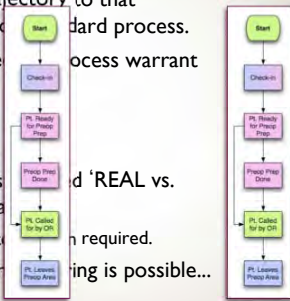 jectory to that
dard process.
ocess warrant
d ‘REAL vs.
n required.
ring is possible...
Start
Check-in
Pt. Ready
for Preop
Prep
Preop Prep
Done
Pt. Called
for by OR
Pt. Leaves
Preop Area
Start
Check-in
Pt. Ready
for Preop
Prep
Preop Prep
Done
Pt. Called
for by OR
Pt. Leaves
Preop Area